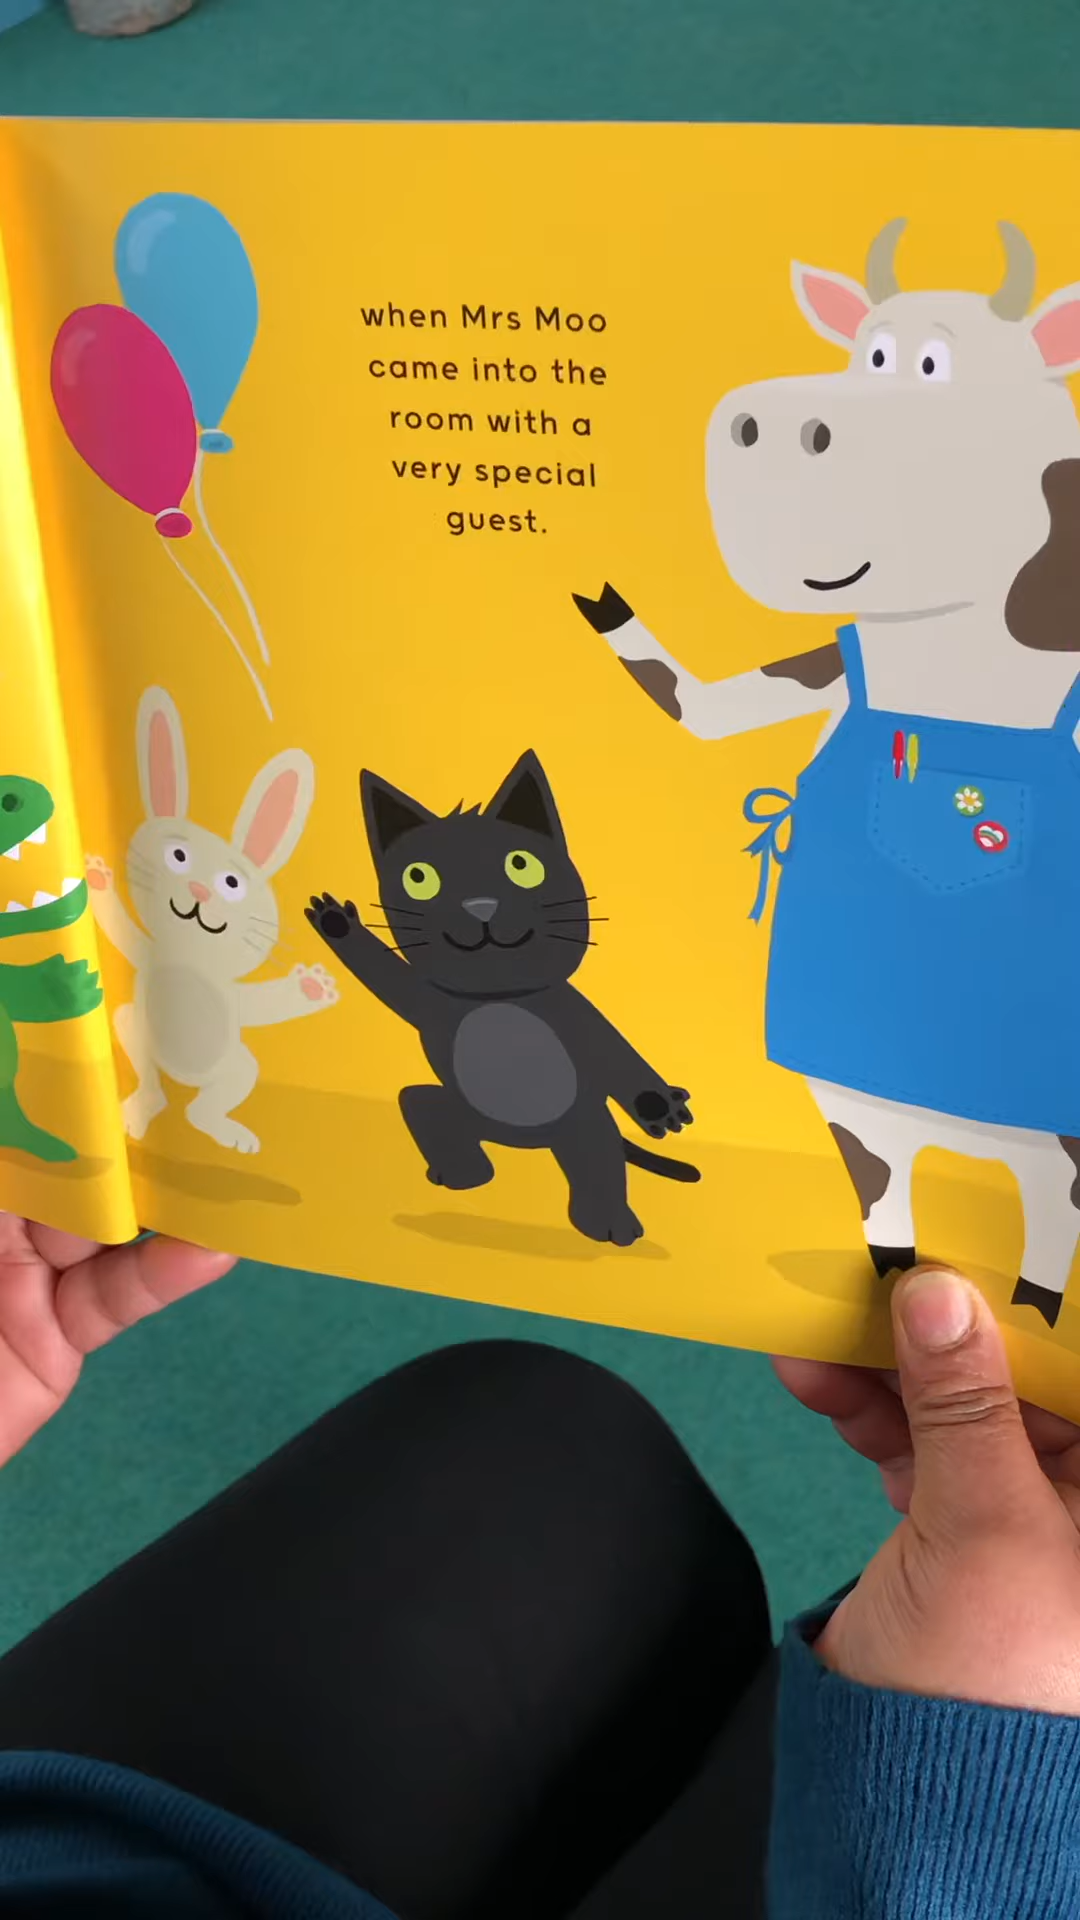 when Mrs Moo
came into the
room with a
very special
guest.